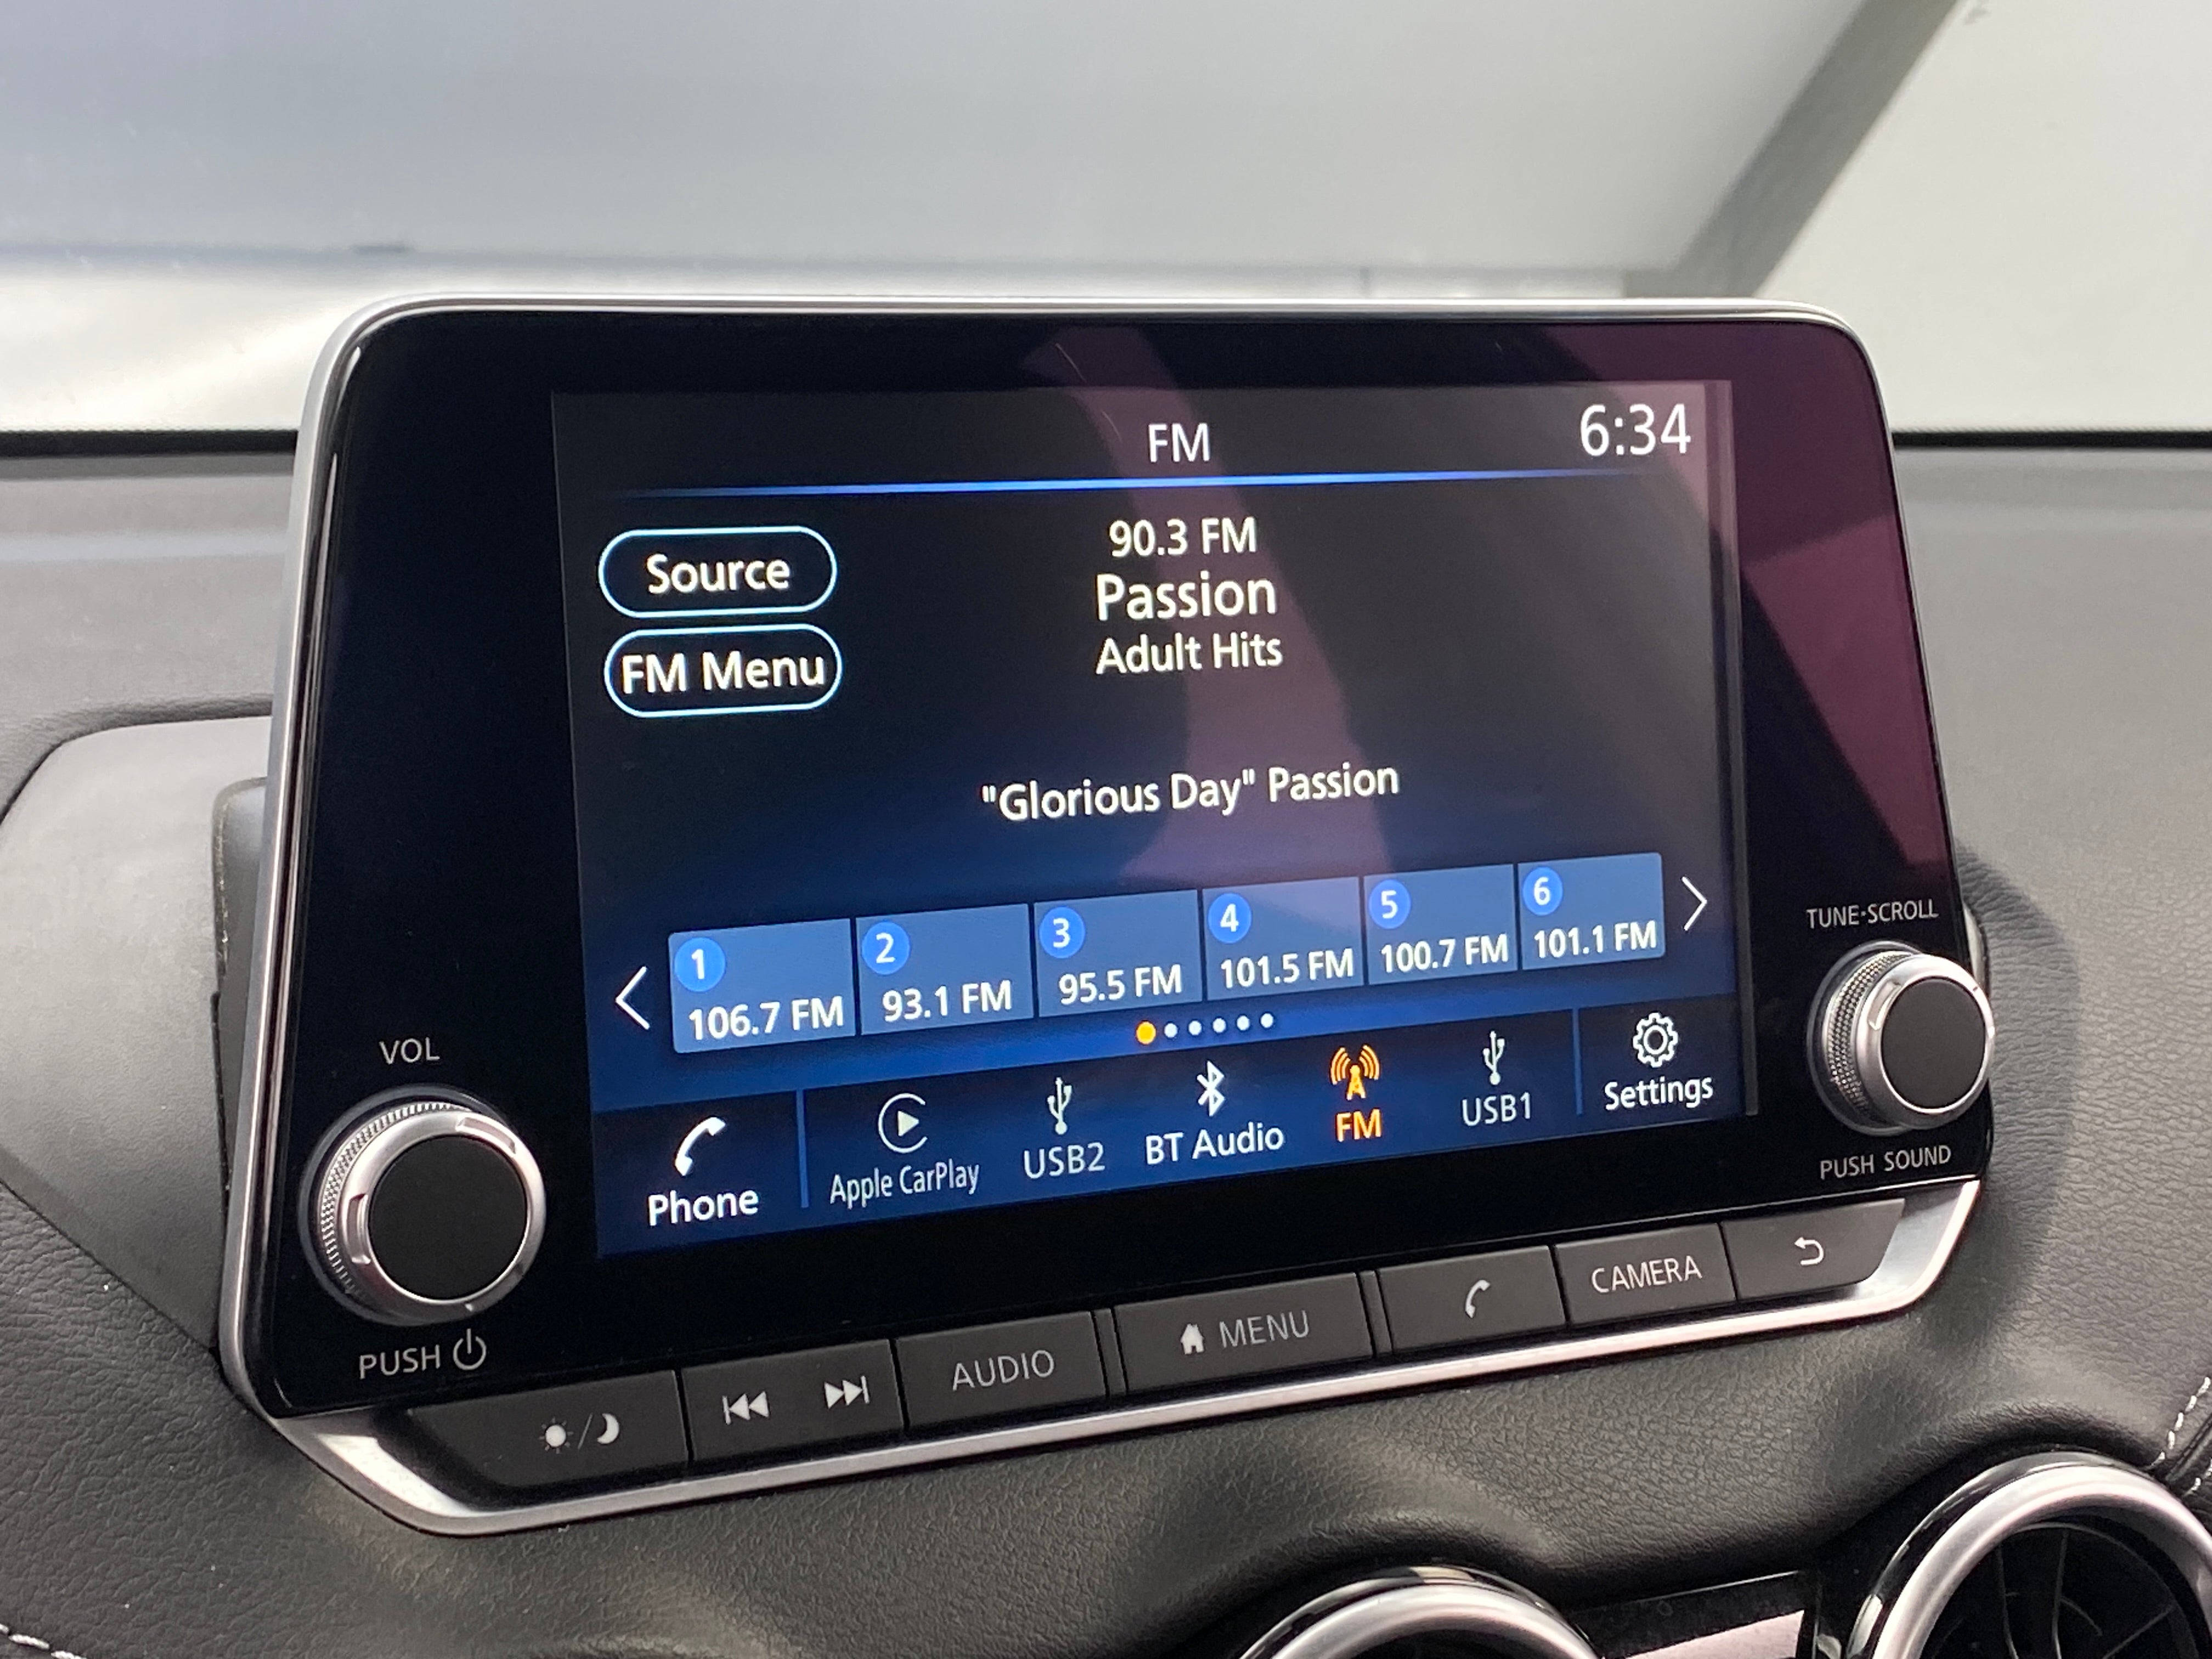 FM
6:34
Source
90.3 FM
Passion
FM Menu
Adult Hits
"Glorious Day" Passion
1
106.7 FM
2
93.1 FM
3
95.5 FM
4
101.5 FM
5
100.7 FM
6
101.1 FM
Phone
Apple CarPlay
USB2
BT Audio
FM
USB1
Settings
VOL
PUSH
TUNE·SCROLL
PUSH SOUND
AUDIO
MENU
CAMERA